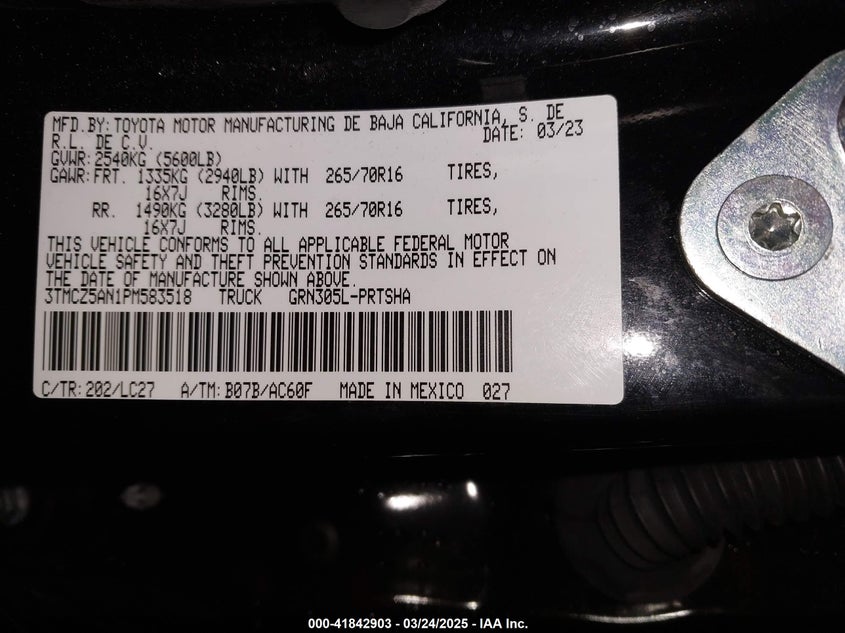 MFD.BY:TOYOTA MOTOR MANUFACTURING DE BAJA CALIFORNIA, S. DE
R.L. DE C.V. DATE: 03/23
GVWR:2540KG (5600LB)
GAWR:FRT. 1335KG (2940LB) WITH 265/70R16 TIRES,
16X7J RIMS.
RR. 1490KG (3280LB) WITH 265/70R16 TIRES,
16X7J RIMS.
THIS VEHICLE CONFORMS TO ALL APPLICABLE FEDERAL MOTOR
VEHICLE SAFETY AND THEFT PREVENTION STANDARDS IN EFFECT ON
THE DATE OF MANUFACTURE SHOWN ABOVE.
3TMCZ5AN1PM583518 TRUCK GRN305L-PRTSHA
C/TR:202/LC27 A/TM:B07B/AC60F MADE IN MEXICO 027
000-41842903 - 03/24/2025 - IAA Inc.